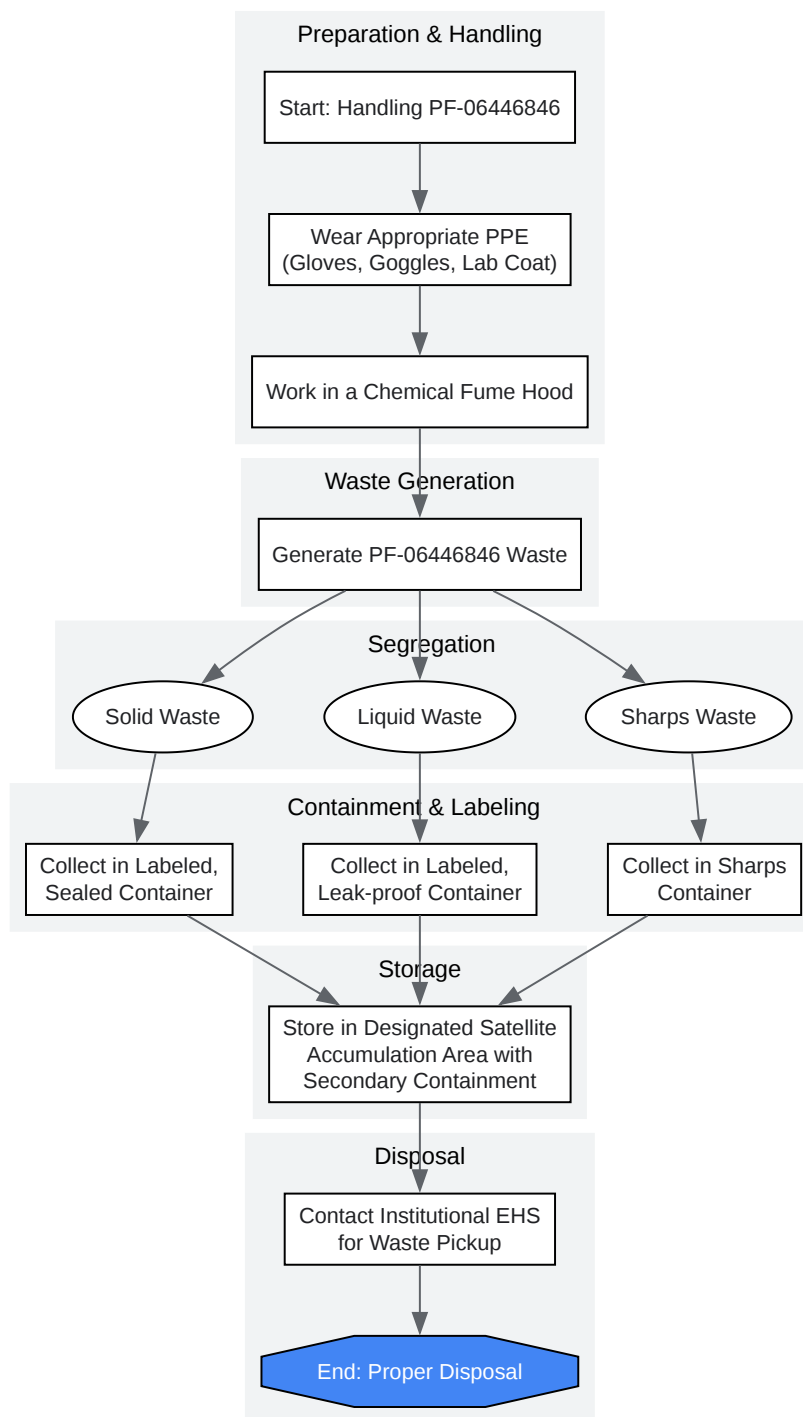 Preparation & Handling
Start: Handling PF-06446846
Wear Appropriate PPE
(Gloves, Goggles, Lab Coat)
Work in a Chemical Fume Hood
Waste Generation
Generate PF-06446846 Waste
Segregation
Solid Waste
Liquid Waste
Sharps Waste
Containment & Labeling
Collect in Labeled,
Sealed Container
Collect in Labeled,
Leak-proof Container
Collect in Sharps
Container
Storage
Store in Designated Satellite
Accumulation Area with
Secondary Containment
Disposal
Contact Institutional EHS
for Waste Pickup
End: Proper Disposal